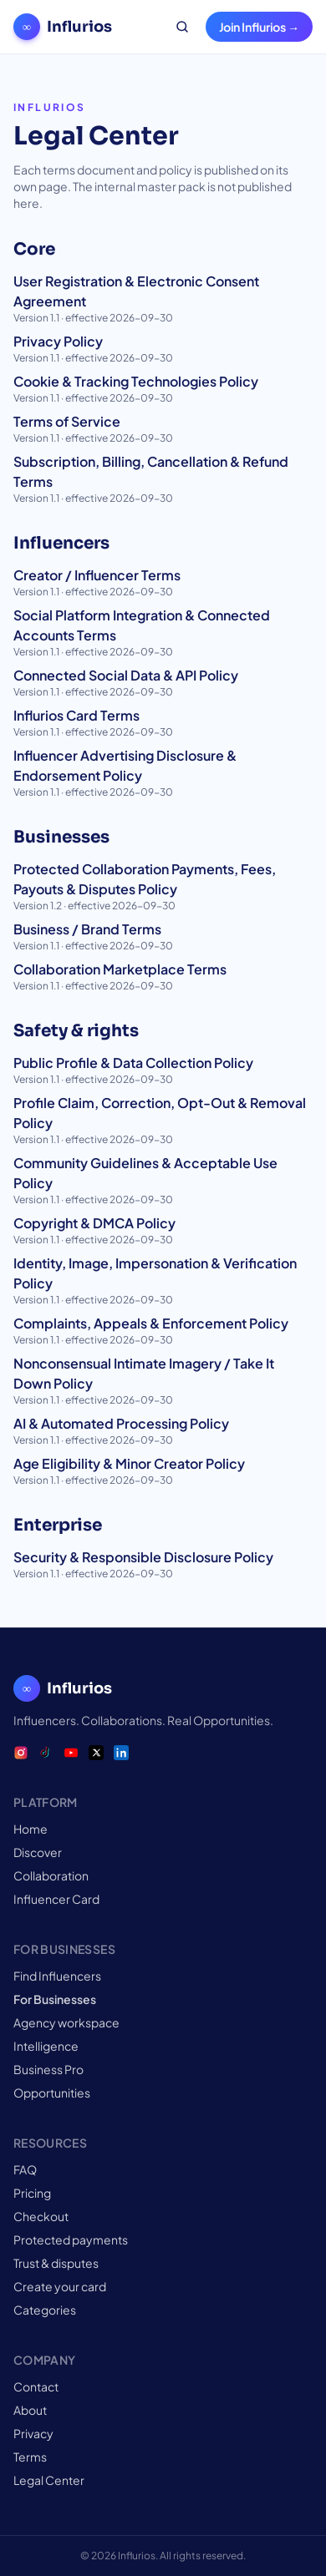 ∞ Influrios
Join Influrios →
INFLURIOS
Legal Center
Each terms document and policy is published on its
own page. The internal master pack is not published
here.
Core
User Registration & Electronic Consent
Agreement
Version 1.1 · effective 2026-09-30
Privacy Policy
Version 1.1 · effective 2026-09-30
Cookie & Tracking Technologies Policy
Version 1.1 · effective 2026-09-30
Terms of Service
Version 1.1 · effective 2026-09-30
Subscription, Billing, Cancellation & Refund
Terms
Version 1.1 · effective 2026-09-30
Influencers
Creator / Influencer Terms
Version 1.1 · effective 2026-09-30
Social Platform Integration & Connected
Accounts Terms
Version 1.1 · effective 2026-09-30
Connected Social Data & API Policy
Version 1.1 · effective 2026-09-30
Influrios Card Terms
Version 1.1 · effective 2026-09-30
Influencer Advertising Disclosure &
Endorsement Policy
Version 1.1 · effective 2026-09-30
Businesses
Protected Collaboration Payments, Fees,
Payouts & Disputes Policy
Version 1.2 · effective 2026-09-30
Business / Brand Terms
Version 1.1 · effective 2026-09-30
Collaboration Marketplace Terms
Version 1.1 · effective 2026-09-30
Safety & rights
Public Profile & Data Collection Policy
Version 1.1 · effective 2026-09-30
Profile Claim, Correction, Opt-Out & Removal
Policy
Version 1.1 · effective 2026-09-30
Community Guidelines & Acceptable Use
Policy
Version 1.1 · effective 2026-09-30
Copyright & DMCA Policy
Version 1.1 · effective 2026-09-30
Identity, Image, Impersonation & Verification
Policy
Version 1.1 · effective 2026-09-30
Complaints, Appeals & Enforcement Policy
Version 1.1 · effective 2026-09-30
Nonconsensual Intimate Imagery / Take It
Down Policy
Version 1.1 · effective 2026-09-30
AI & Automated Processing Policy
Version 1.1 · effective 2026-09-30
Age Eligibility & Minor Creator Policy
Version 1.1 · effective 2026-09-30
Enterprise
Security & Responsible Disclosure Policy
Version 1.1 · effective 2026-09-30
∞ Influrios
Influencers. Collaborations. Real Opportunities.
PLATFORM
Home
Discover
Collaboration
Influencer Card
FOR BUSINESSES
Find Influencers
For Businesses
Agency workspace
Intelligence
Business Pro
Opportunities
RESOURCES
FAQ
Pricing
Checkout
Protected payments
Trust & disputes
Create your card
Categories
COMPANY
Contact
About
Privacy
Terms
Legal Center
© 2026 Influrios. All rights reserved.